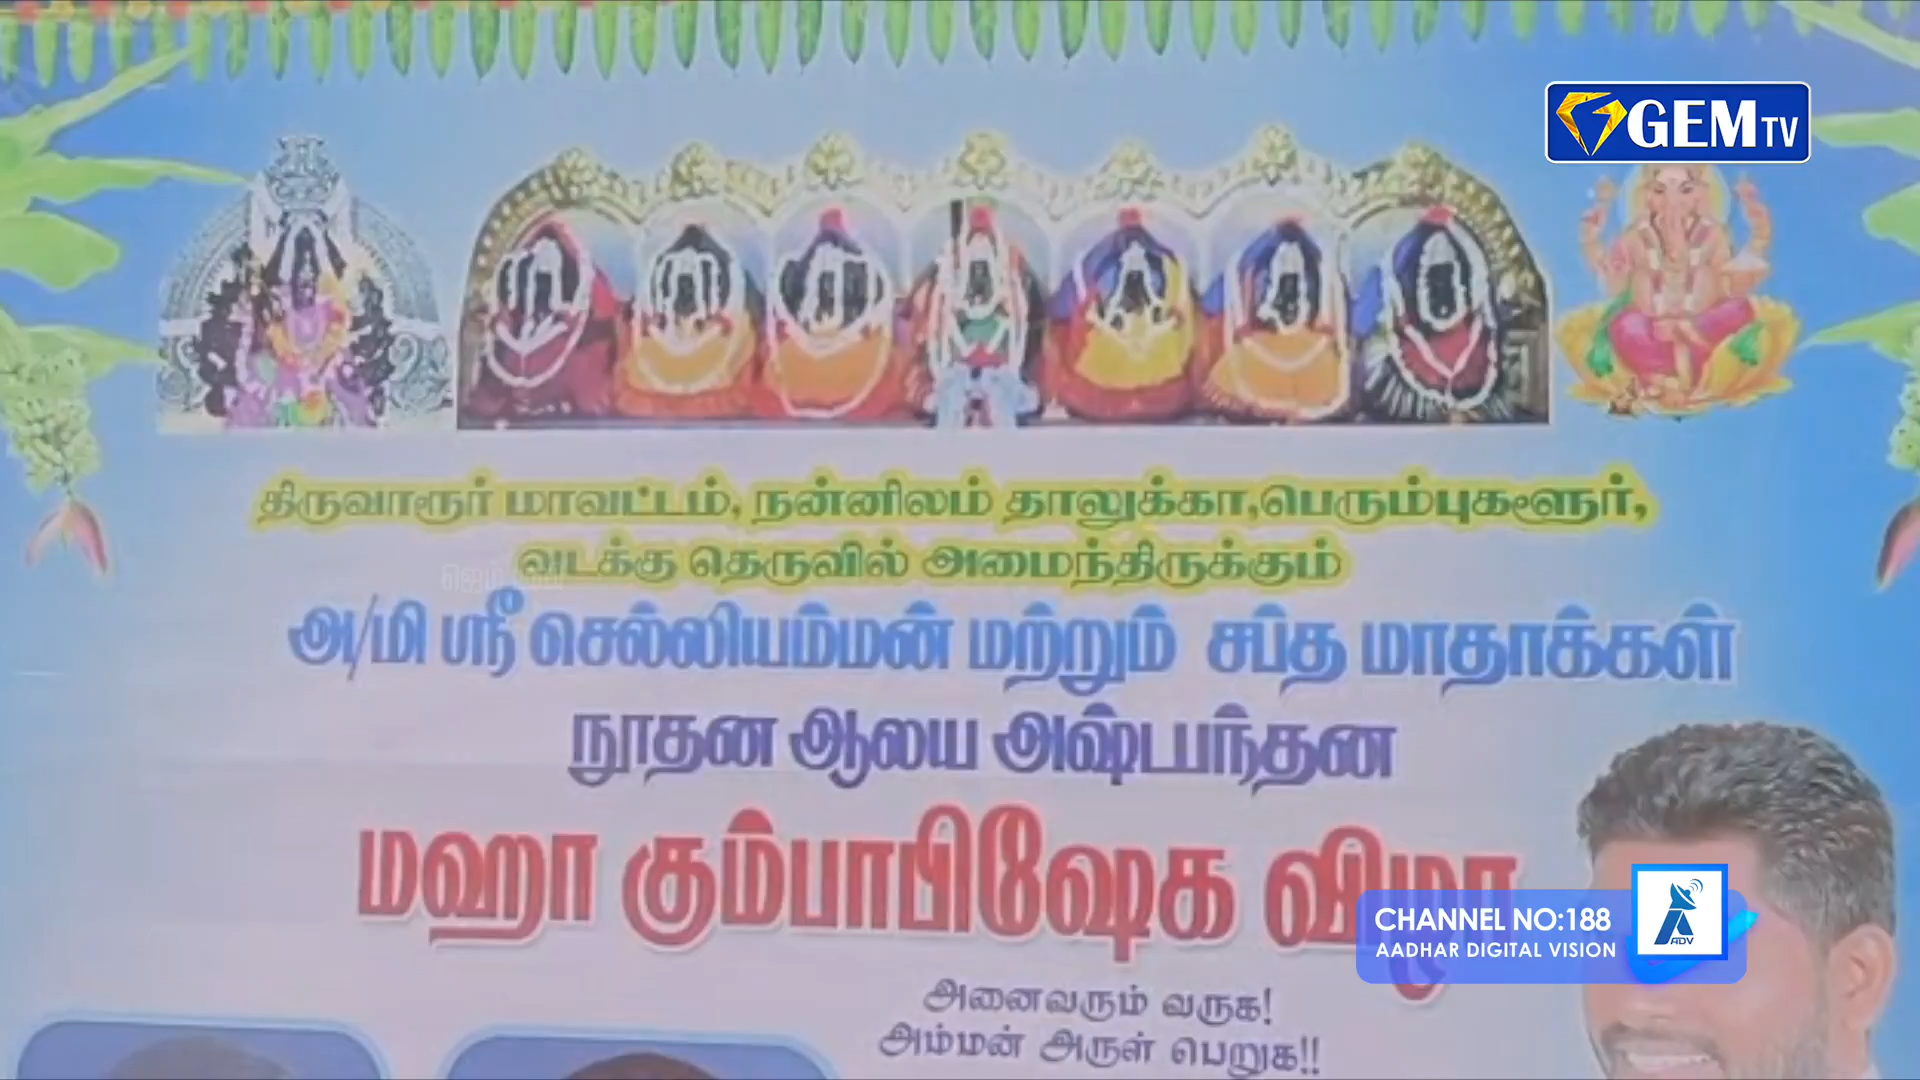 GEM TV
திருவாரூர் மாவட்டம், நன்னிலம் தாலுக்கா,பெரும்புகளூர்,
வடக்கு தெருவில் அமைந்திருக்கும்
அ/மி ஸ்ரீ செல்லியம்மன் மற்றும் சப்த மாதாக்கள்
நூதன ஆலய அஷ்டபந்தன
மஹா கும்பாபிஷேக விழா
CHANNEL NO:188
AADHAR DIGITAL VISION
ADV
அனைவரும் வருக!
அம்மன் அருள் பெறுக!!